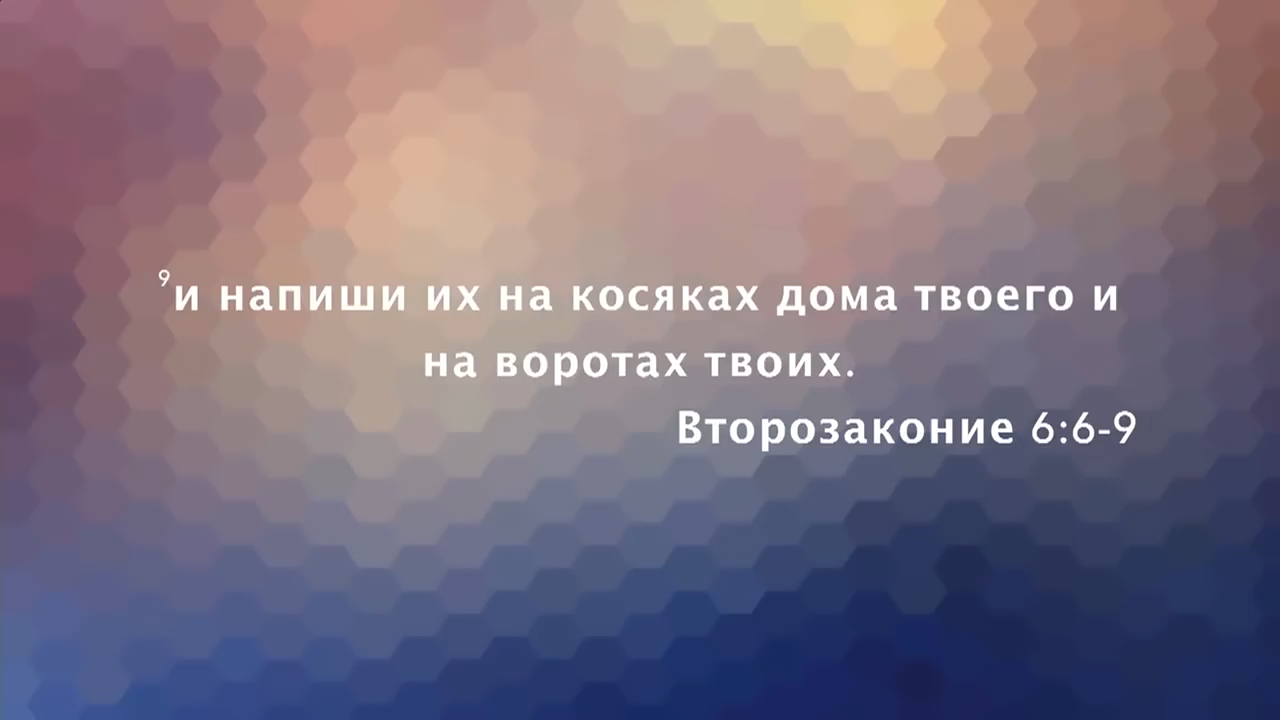 ⁹и напиши их на косяках дома твоего и
на воротах твоих.
Второзаконие 6:6-9